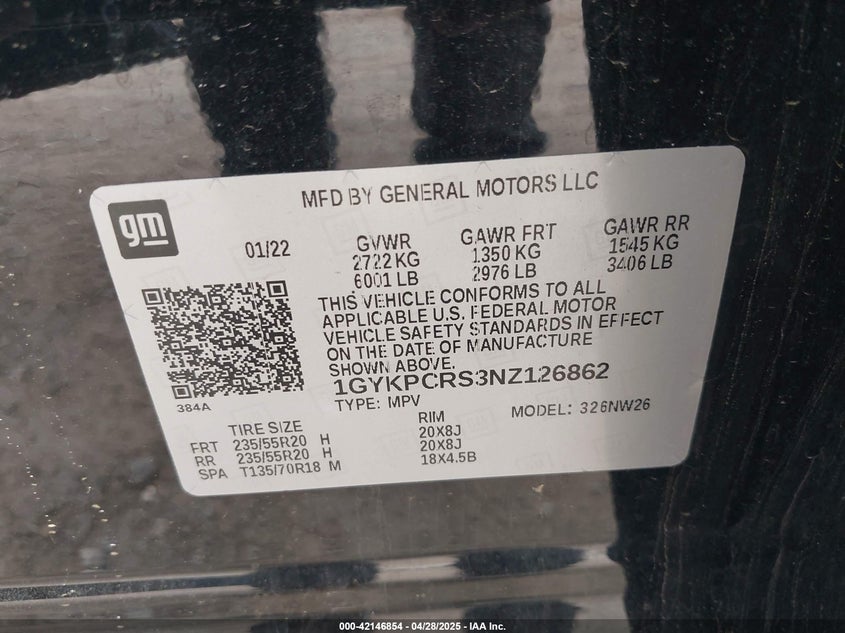 MFD BY GENERAL MOTORS LLC
gm
01/22
GVWR
2722 KG
6001 LB
GAWR FRT
1350 KG
2976 LB
GAWR RR
1545 KG
3406 LB
THIS VEHICLE CONFORMS TO ALL
APPLICABLE U.S. FEDERAL MOTOR
VEHICLE SAFETY STANDARDS IN EFFECT
ON THE DATE OF MANUFACTURE
SHOWN ABOVE.
1GYKPCRS3NZ126862
384A
TYPE: MPV
MODEL: 326NW26
TIRE SIZE RIM
FRT 235/55R20 H 20X8J
RR 235/55R20 H 20X8J
SPA T135/70R18 M 18X4.5B
000-42146854 - 04/28/2025 - IAA Inc.